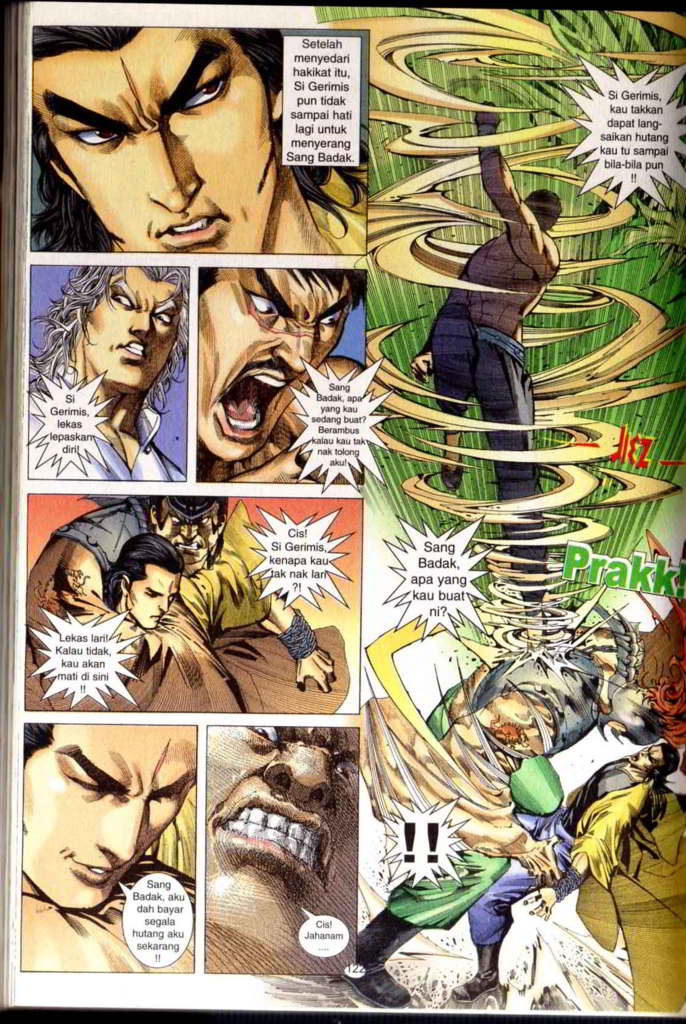 Setelah
menyedari
hakikat itu,
Si Gerimis
pun tidak
sampai hati
lagi untuk
menyerang
Sang Badak.
Si Gerimis,
kau takkan
dapat lang-
saikan hutang
kau tu sampai
bila-bila pun
!!
Si
Gerimis,
lekas
lepaskan
diri!
Sang
Badak, apa
yang kau
sedang buat?
Berambus
kalau kau tak
nak tolong
aku!
Cis!
Si Gerimis,
kenapa kau
tak nak lari
?!
Lekas lari!
Kalau tidak,
kau akan
mati di sini
!!
Sang
Badak,
apa yang
kau buat
ni?
Prakk!
!!
Sang
Badak, aku
dah bayar
segala
hutang aku
sekarang
!!
Cis!
Jahanam
....
122